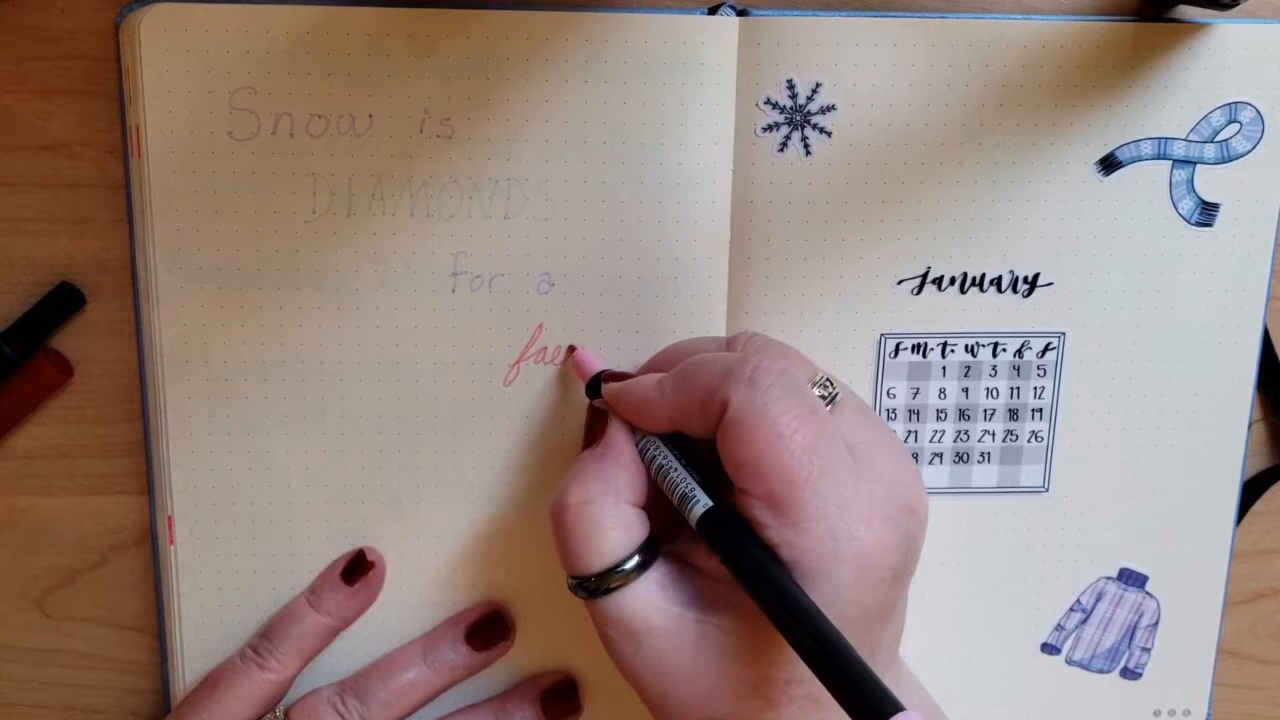 Snow is
DIAMONDS
for a
fae
january
S M T W T F S
1 2 3 4 5
6 7 8 9 10 11 12
13 14 15 16 17 18 19
21 22 23 24 25 26
29 30 31